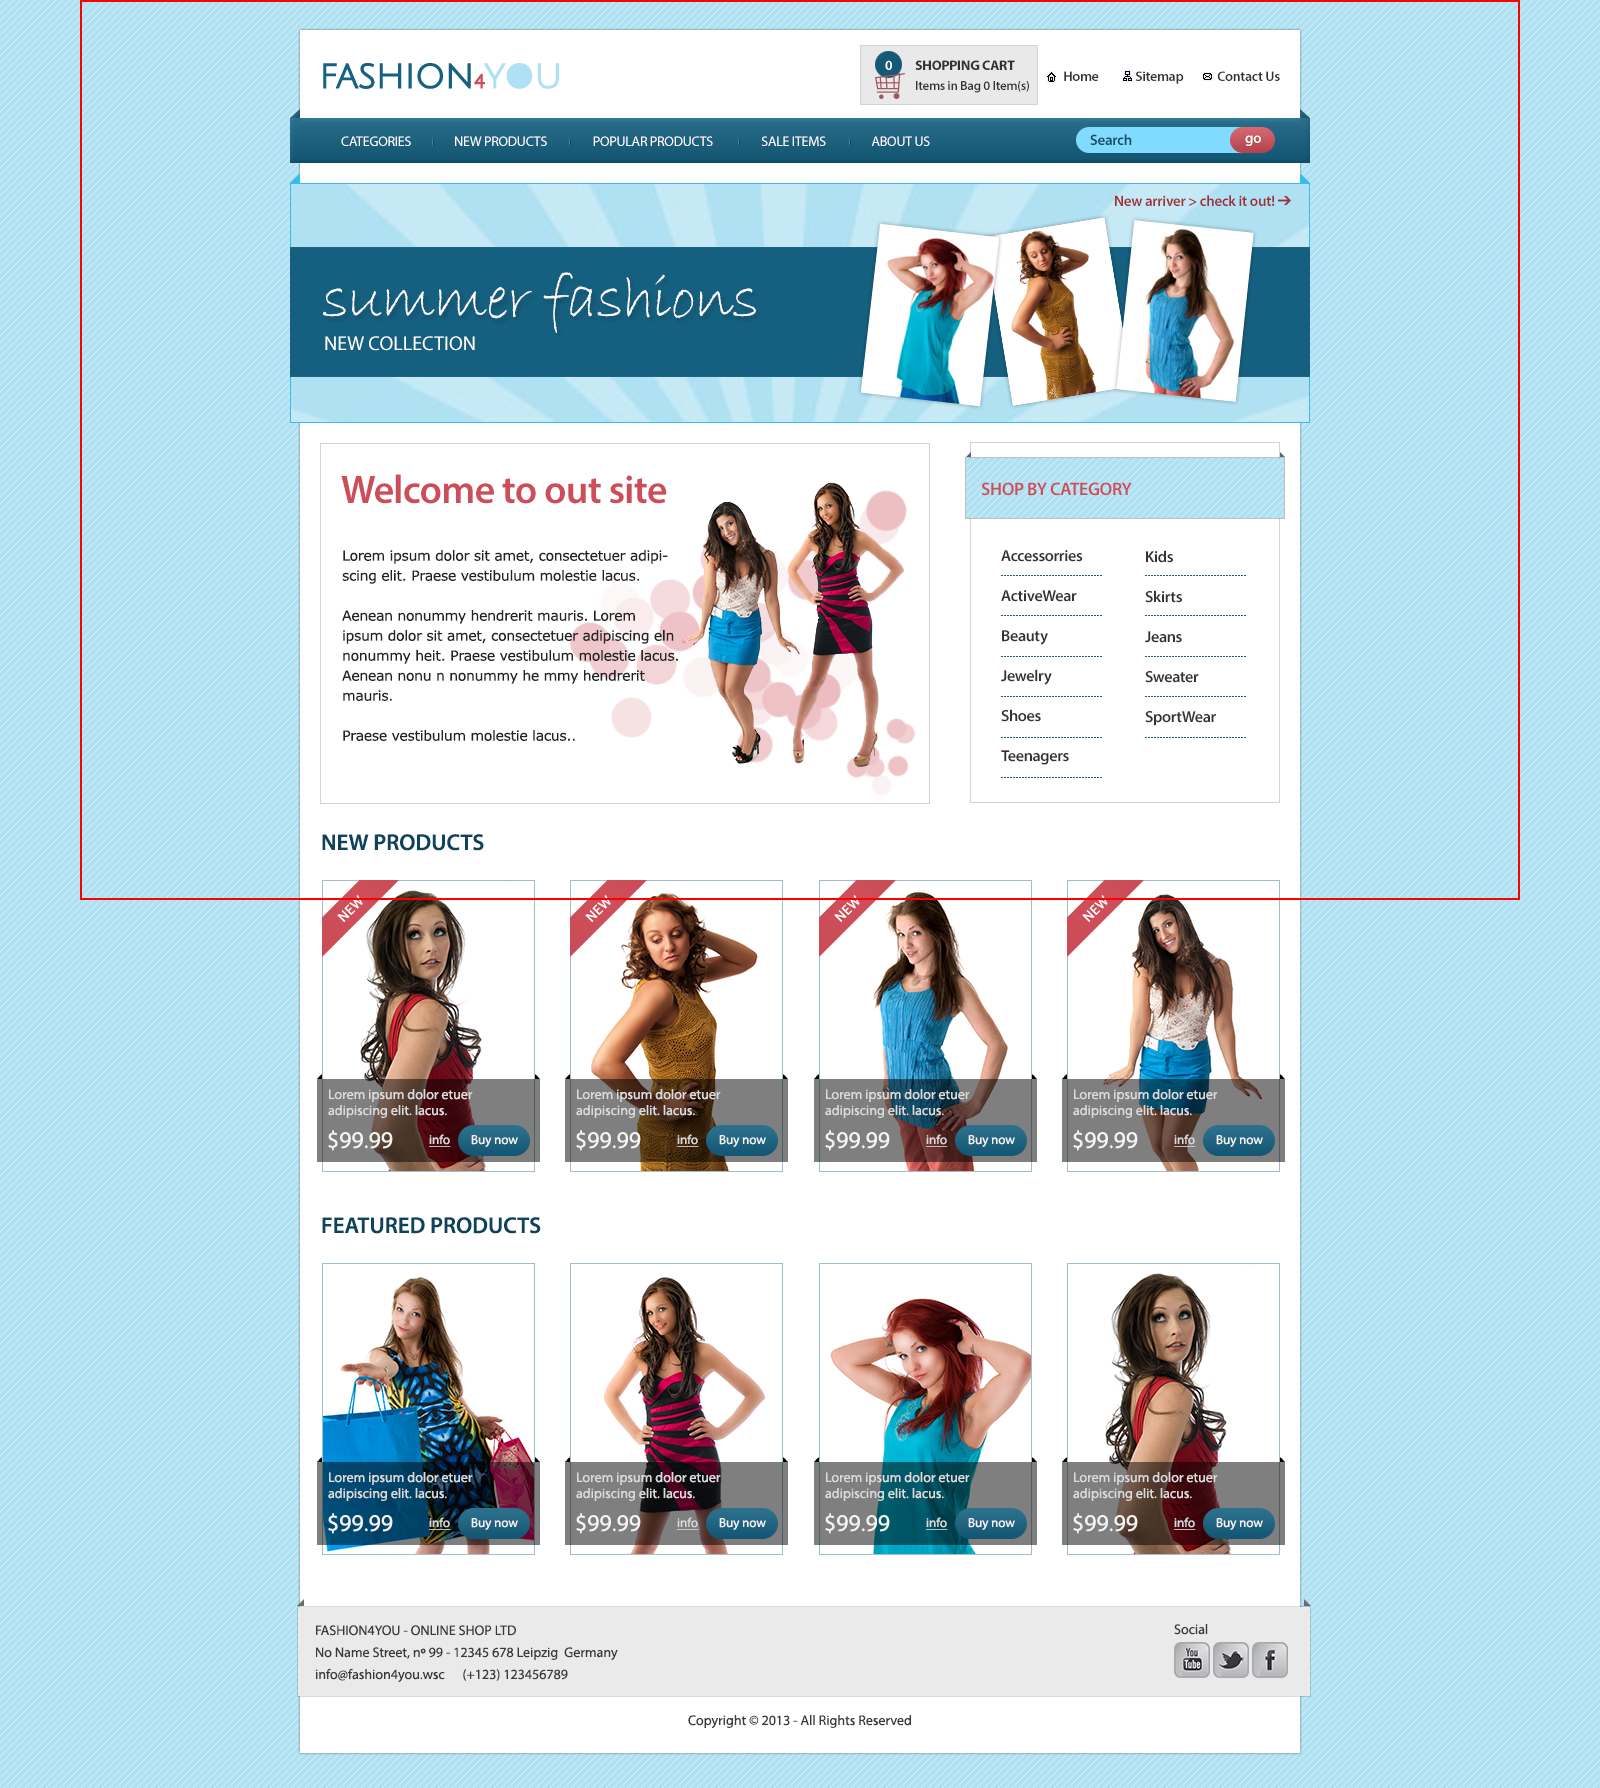 FASHION4YOU
0
SHOPPING CART
Items in Bag 0 Item(s)
Home
Sitemap
Contact Us
CATEGORIES
NEW PRODUCTS
POPULAR PRODUCTS
SALE ITEMS
ABOUT US
Search
go
New arriver > check it out! →
summer fashions
NEW COLLECTION
Welcome to out site
Lorem ipsum dolor sit amet, consectetuer adipi-
scing elit. Praese vestibulum molestie lacus.
Aenean nonummy hendrerit mauris. Lorem
ipsum dolor sit amet, consectetuer adipiscing eln
nonummy heit. Praese vestibulum molestie lacus.
Aenean nonu n nonummy he mmy hendrerit
mauris.
Praese vestibulum molestie lacus..
SHOP BY CATEGORY
Accessorries
ActiveWear
Beauty
Jewelry
Shoes
Teenagers
Kids
Skirts
Jeans
Sweater
SportWear
NEW PRODUCTS
NEW
Lorem ipsum dolor etuer
adipiscing elit. lacus.
$99.99
info
Buy now
NEW
Lorem ipsum dolor etuer
adipiscing elit. lacus.
$99.99
info
Buy now
NEW
Lorem ipsum dolor etuer
adipiscing elit. lacus.
$99.99
info
Buy now
NEW
Lorem ipsum dolor etuer
adipiscing elit. lacus.
$99.99
info
Buy now
FEATURED PRODUCTS
Lorem ipsum dolor etuer
adipiscing elit. lacus.
$99.99
info
Buy now
Lorem ipsum dolor etuer
adipiscing elit. lacus.
$99.99
info
Buy now
Lorem ipsum dolor etuer
adipiscing elit. lacus.
$99.99
info
Buy now
Lorem ipsum dolor etuer
adipiscing elit. lacus.
$99.99
info
Buy now
FASHION4YOU - ONLINE SHOP LTD
No Name Street, nº 99 - 12345 678 Leipzig Germany
info@fashion4you.wsc (+123) 123456789
Social
You
Tube
f
Copyright © 2013 - All Rights Reserved